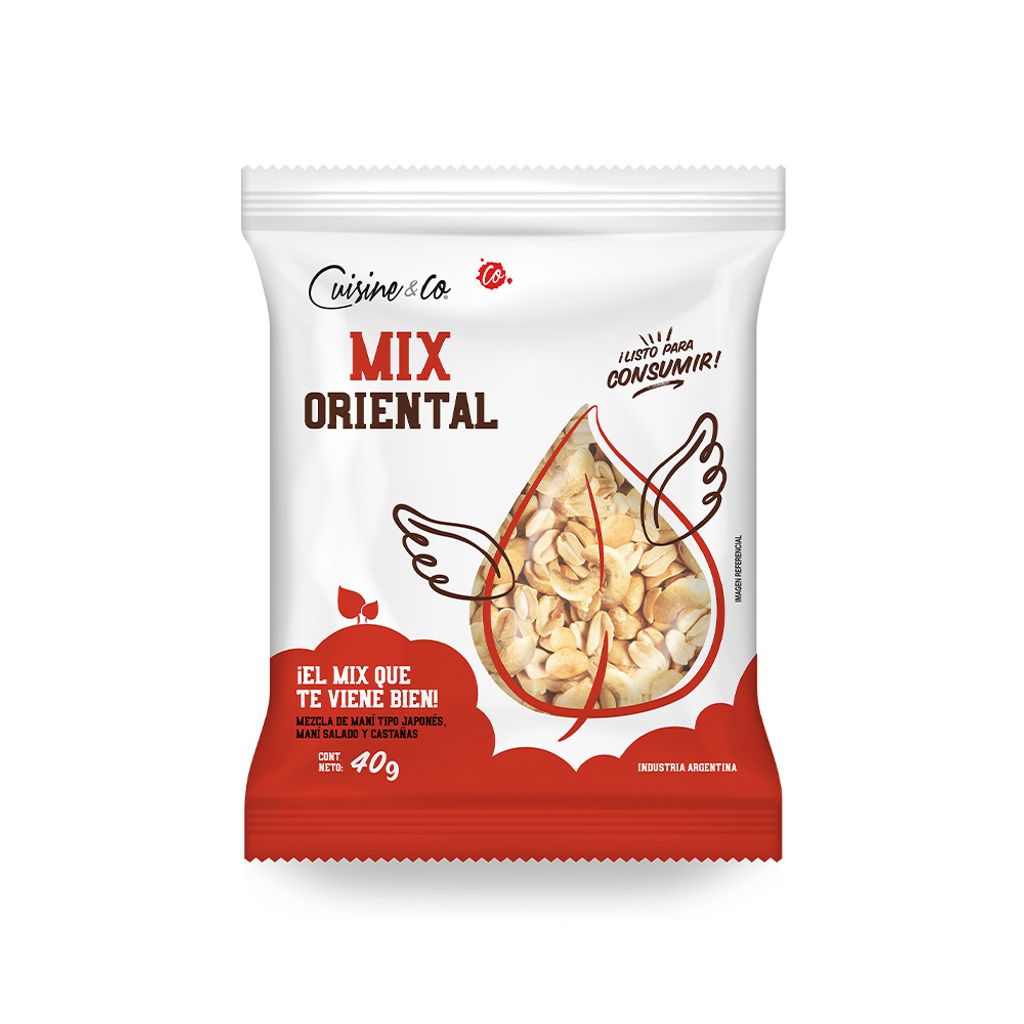 Cuisine & Co
Co
MIX
ORIENTAL
¡LISTO PARA
CONSUMIR!
IMAGEN REFERENCIAL
¡EL MIX QUE
TE VIENE BIEN!
MEZCLA DE MANÍ TIPO JAPONÉS,
MANÍ SALADO Y CASTAÑAS
CONT.
NETO: 40g
INDUSTRIA ARGENTINA